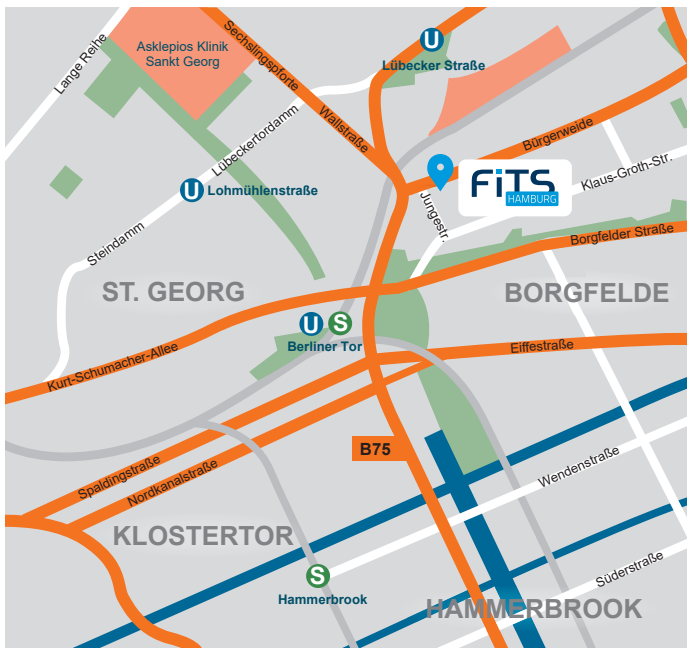 U
Lange Reihe
Asklepios Klinik
Sankt Georg
Sechslingspforte
Lübecker Straße
Wallstraße
Lübeckertordamm
Bürgerweide
FiTS
HAMBURG
Klaus-Groth-Str.
U Lohmühlenstraße
Jungestr.
Steindamm
Borgfelder Straße
ST. GEORG
BORGFELDE
U S
Berliner Tor
Eiffestraße
Kurt-Schumacher-Allee
B75
Spaldingstraße
Nordkanalstraße
Wendenstraße
KLOSTERTOR
S
Hammerbrook
Süderstraße
HAMMERBROOK